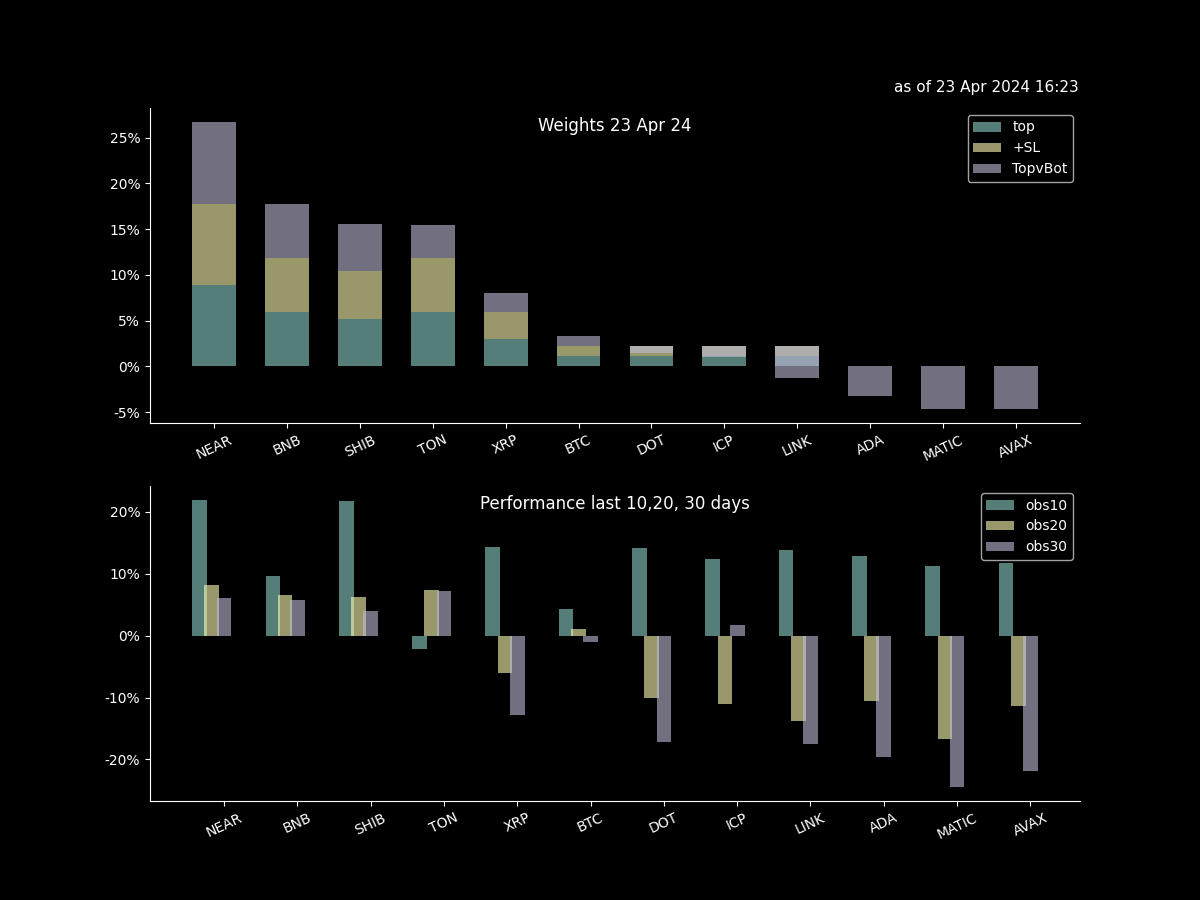 as of 23 Apr 2024 16:23
Weights 23 Apr 24
top
+SL
TopvBot
25%
20%
15%
10%
5%
0%
-5%
NEAR BNB SHIB TON XRP BTC DOT ICP LINK ADA MATIC AVAX
Performance last 10,20, 30 days
obs10
obs20
obs30
20%
10%
0%
-10%
-20%
NEAR BNB SHIB TON XRP BTC DOT ICP LINK ADA MATIC AVAX